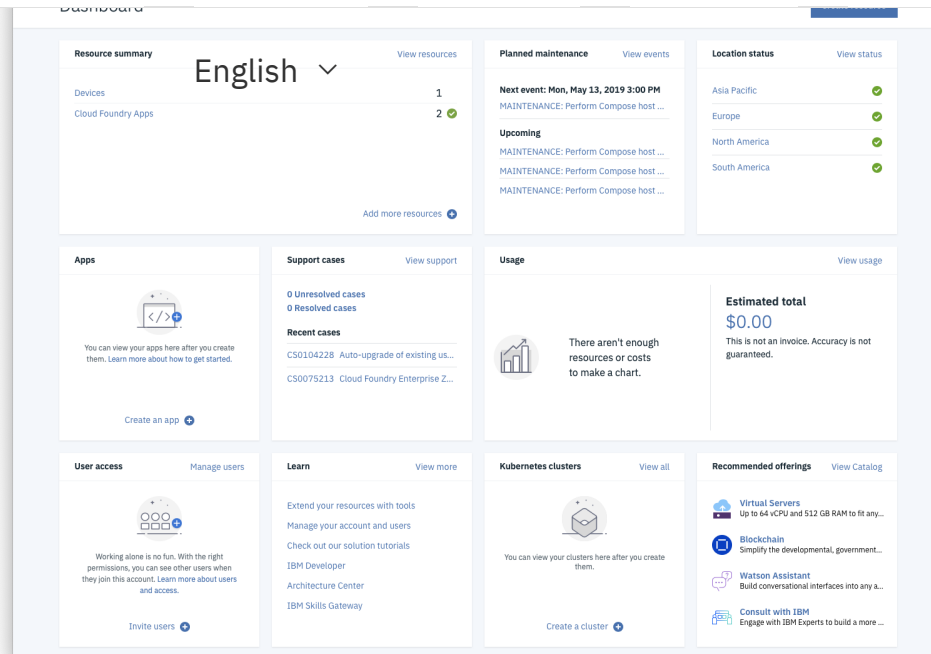 Dashboard
Create resource
Resource summary
View resources
English
Devices 1
Cloud Foundry Apps 2
Add more resources
Planned maintenance
View events
Next event: Mon, May 13, 2019 3:00 PM
MAINTENANCE: Perform Compose host ...
Upcoming
MAINTENANCE: Perform Compose host ...
MAINTENANCE: Perform Compose host ...
MAINTENANCE: Perform Compose host ...
Location status
View status
Asia Pacific
Europe
North America
South America
Apps
You can view your apps here after you create
them. Learn more about how to get started.
Create an app
Support cases
View support
0 Unresolved cases
0 Resolved cases
Recent cases
CS0104228 Auto-upgrade of existing us...
CS0075213 Cloud Foundry Enterprise Z...
Usage
View usage
There aren't enough
resources or costs
to make a chart.
Estimated total
$0.00
This is not an invoice. Accuracy is not
guaranteed.
User access
Manage users
Working alone is no fun. With the right
permissions, you can see other users when
they join this account. Learn more about users
and access.
Invite users
Learn
View more
Extend your resources with tools
Manage your account and users
Check out our solution tutorials
IBM Developer
Architecture Center
IBM Skills Gateway
Kubernetes clusters
View all
You can view your clusters here after you create
them.
Create a cluster
Recommended offerings
View Catalog
Virtual Servers
Up to 64 vCPU and 512 GB RAM to fit any...
Blockchain
Simplify the developmental, government...
Watson Assistant
Build conversational interfaces into any a...
Consult with IBM
Engage with IBM Experts to build a more ...